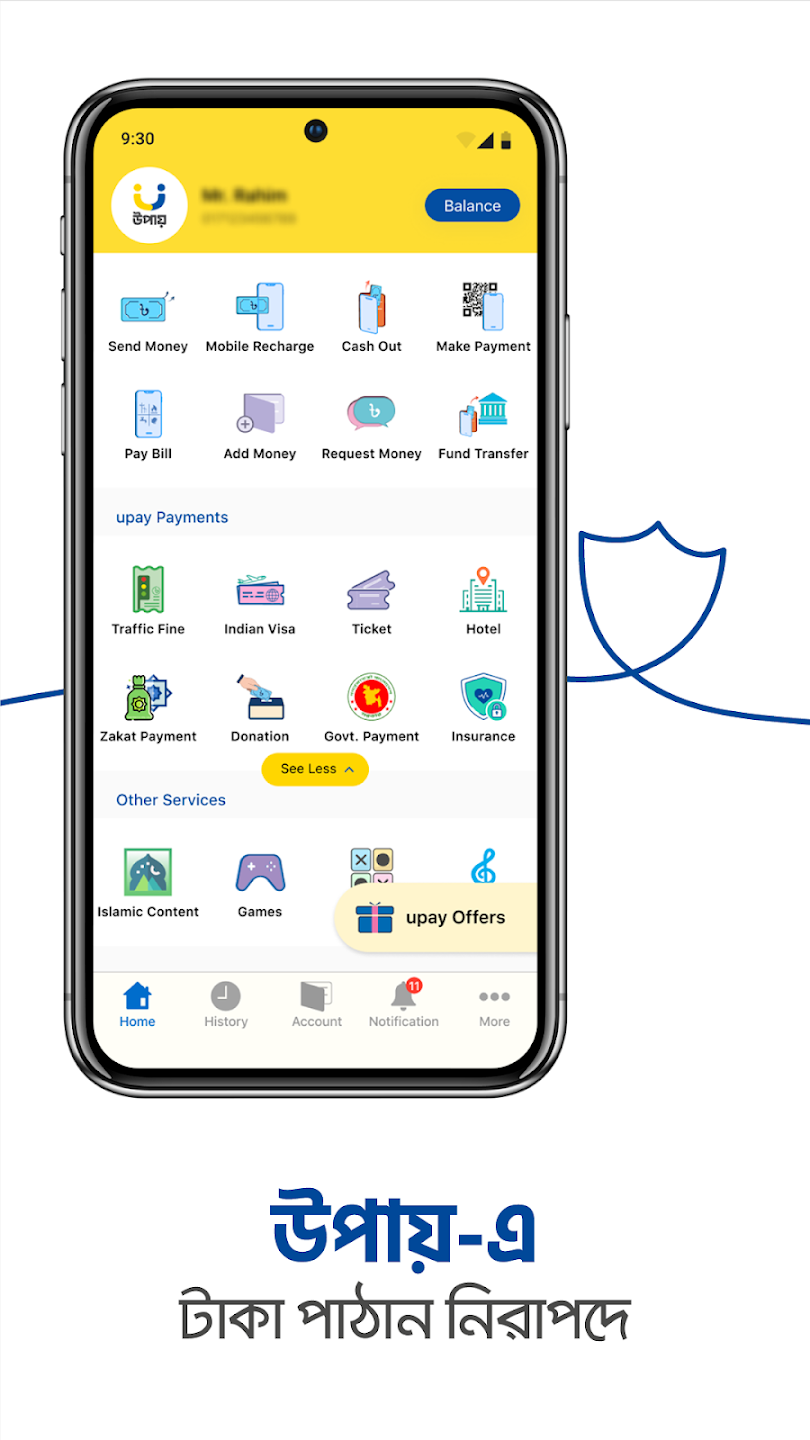 9:30
উপায়
Balance
Send Money Mobile Recharge Cash Out Make Payment
Pay Bill Add Money Request Money Fund Transfer
upay Payments
Traffic Fine Indian Visa Ticket Hotel
Zakat Payment Donation Govt. Payment Insurance
See Less
Other Services
Islamic Content Games
upay Offers
11
Home History Account Notification More
উপায়-এ
টাকা পাঠান নিরাপদে